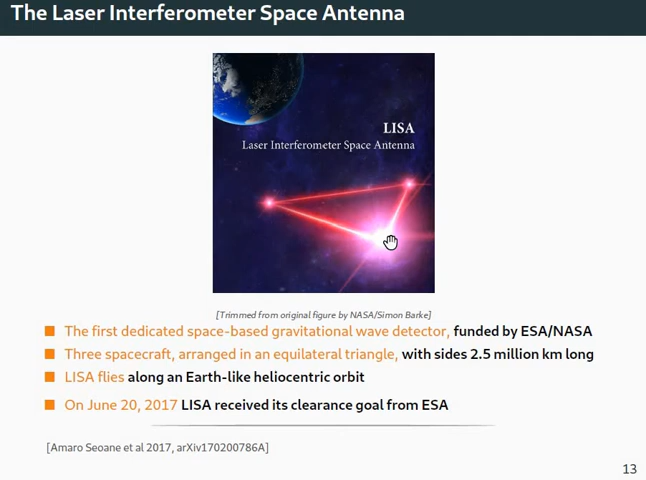 The Laser Interferometer Space Antenna
LISA
Laser Interferometer Space Antenna
[Trimmed from original figure by NASA/Simon Barke]
The first dedicated space-based gravitational wave detector, funded by ESA/NASA
Three spacecraft, arranged in an equilateral triangle, with sides 2.5 million km long
LISA flies along an Earth-like heliocentric orbit
On June 20, 2017 LISA received its clearance goal from ESA
[Amaro Seoane et al 2017, arXiv170200786A]
13